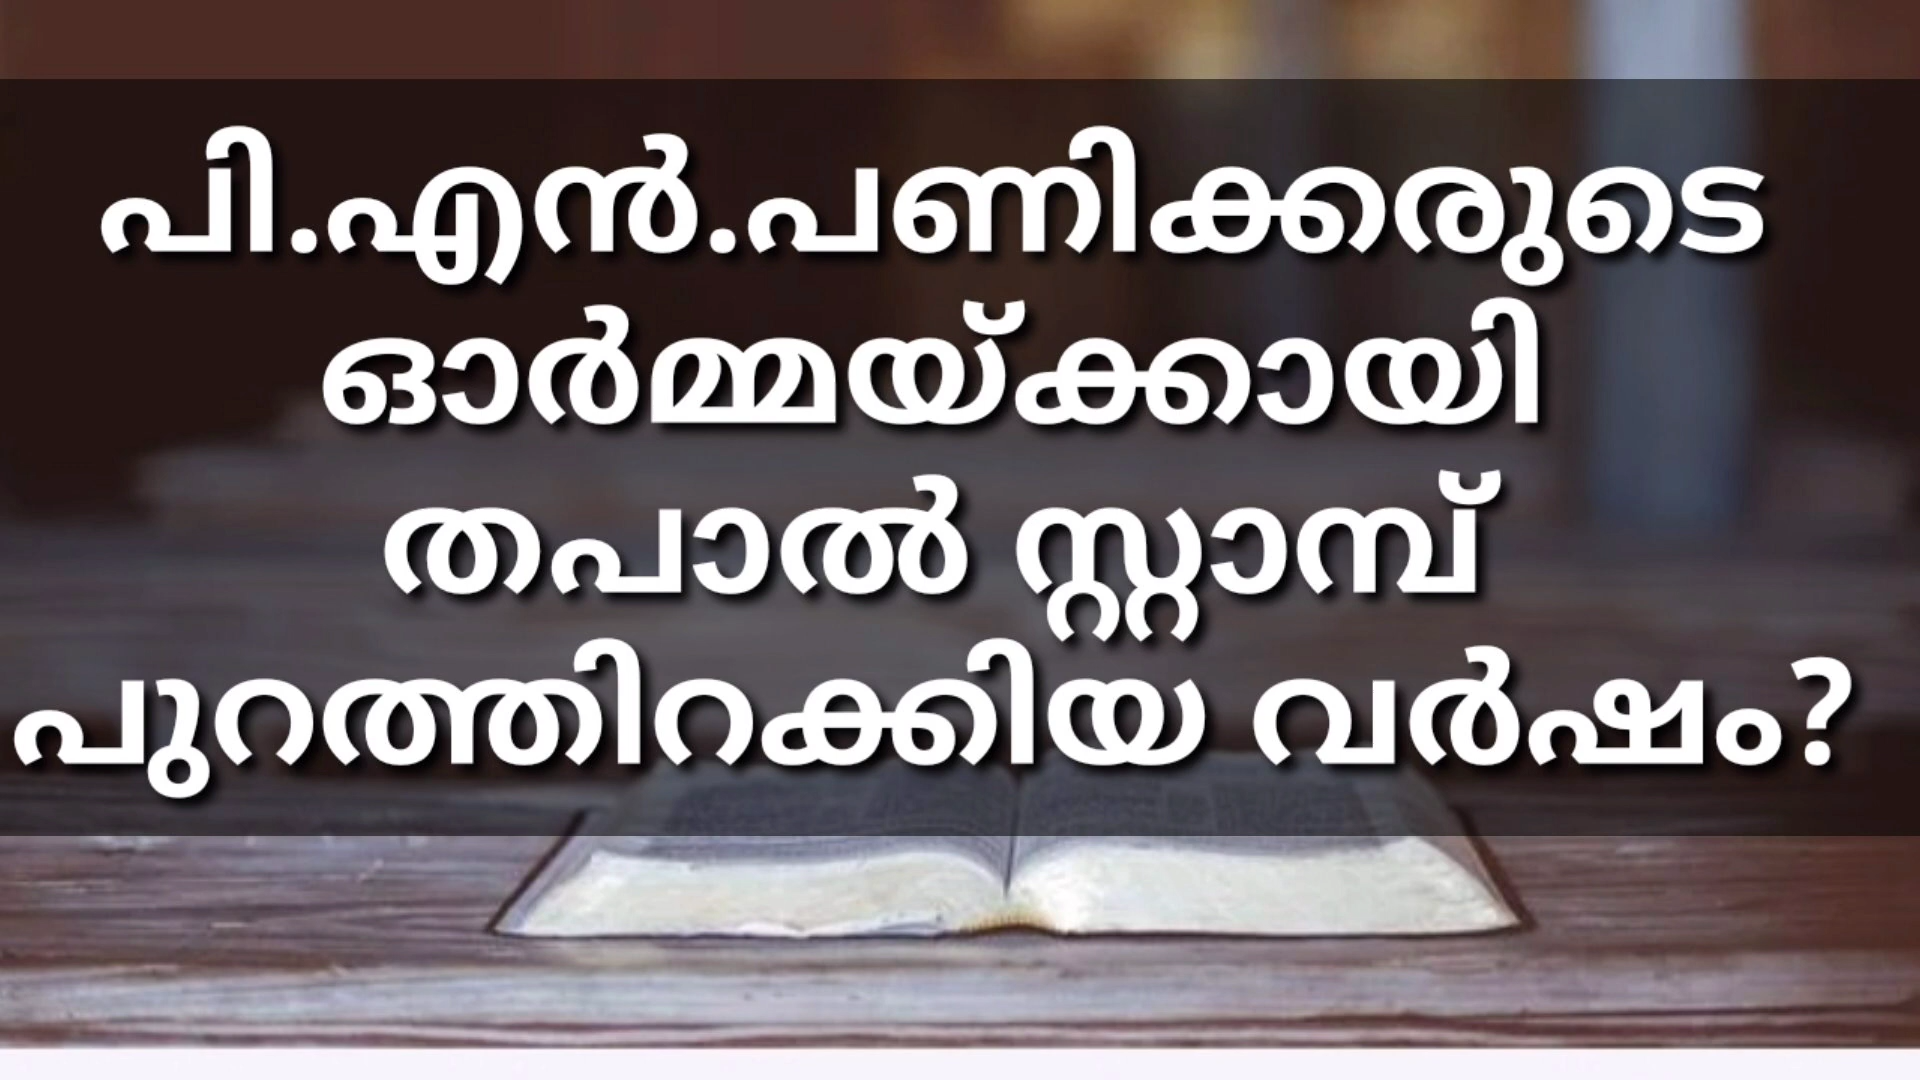 പി.എൻ.പണിക്കരുടെ
ഓർമ്മയ്ക്കായി
തപാൽ സ്റ്റാമ്പ്
പുറത്തിറക്കിയ വർഷം?